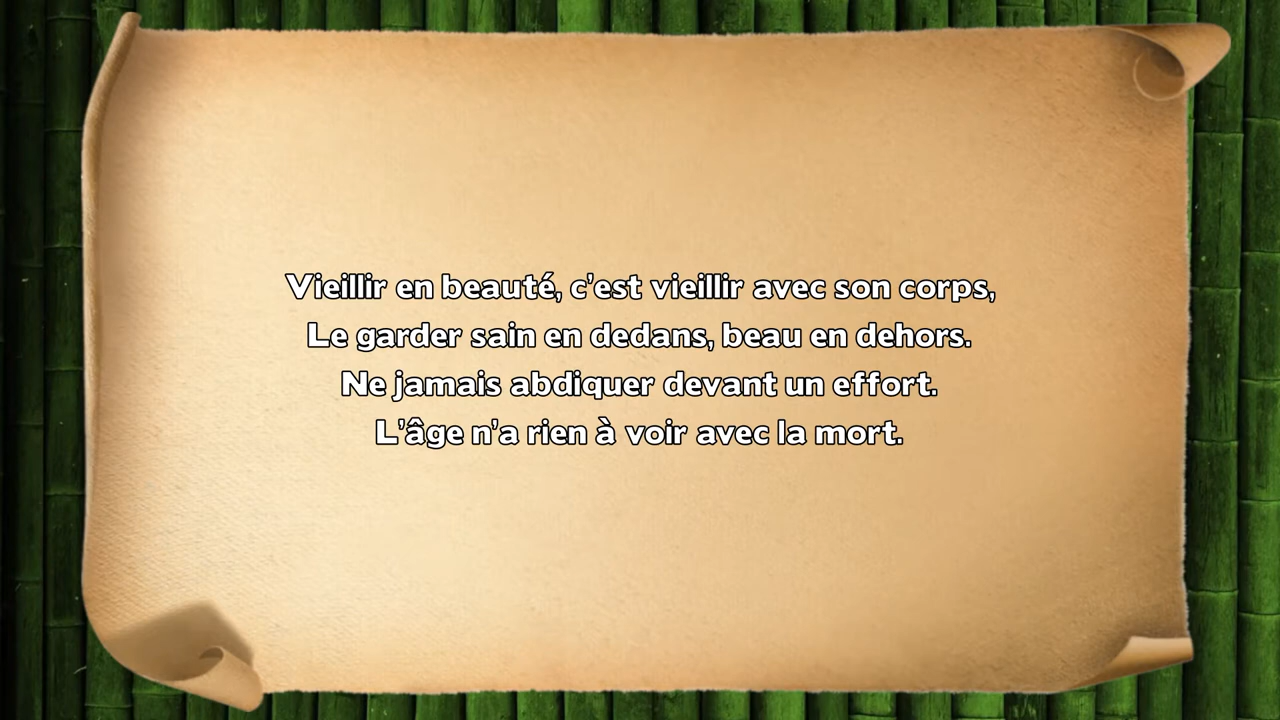 Vieillir en beauté, c'est vieillir avec son corps,
Le garder sain en dedans, beau en dehors.
Ne jamais abdiquer devant un effort.
L'âge n'a rien à voir avec la mort.